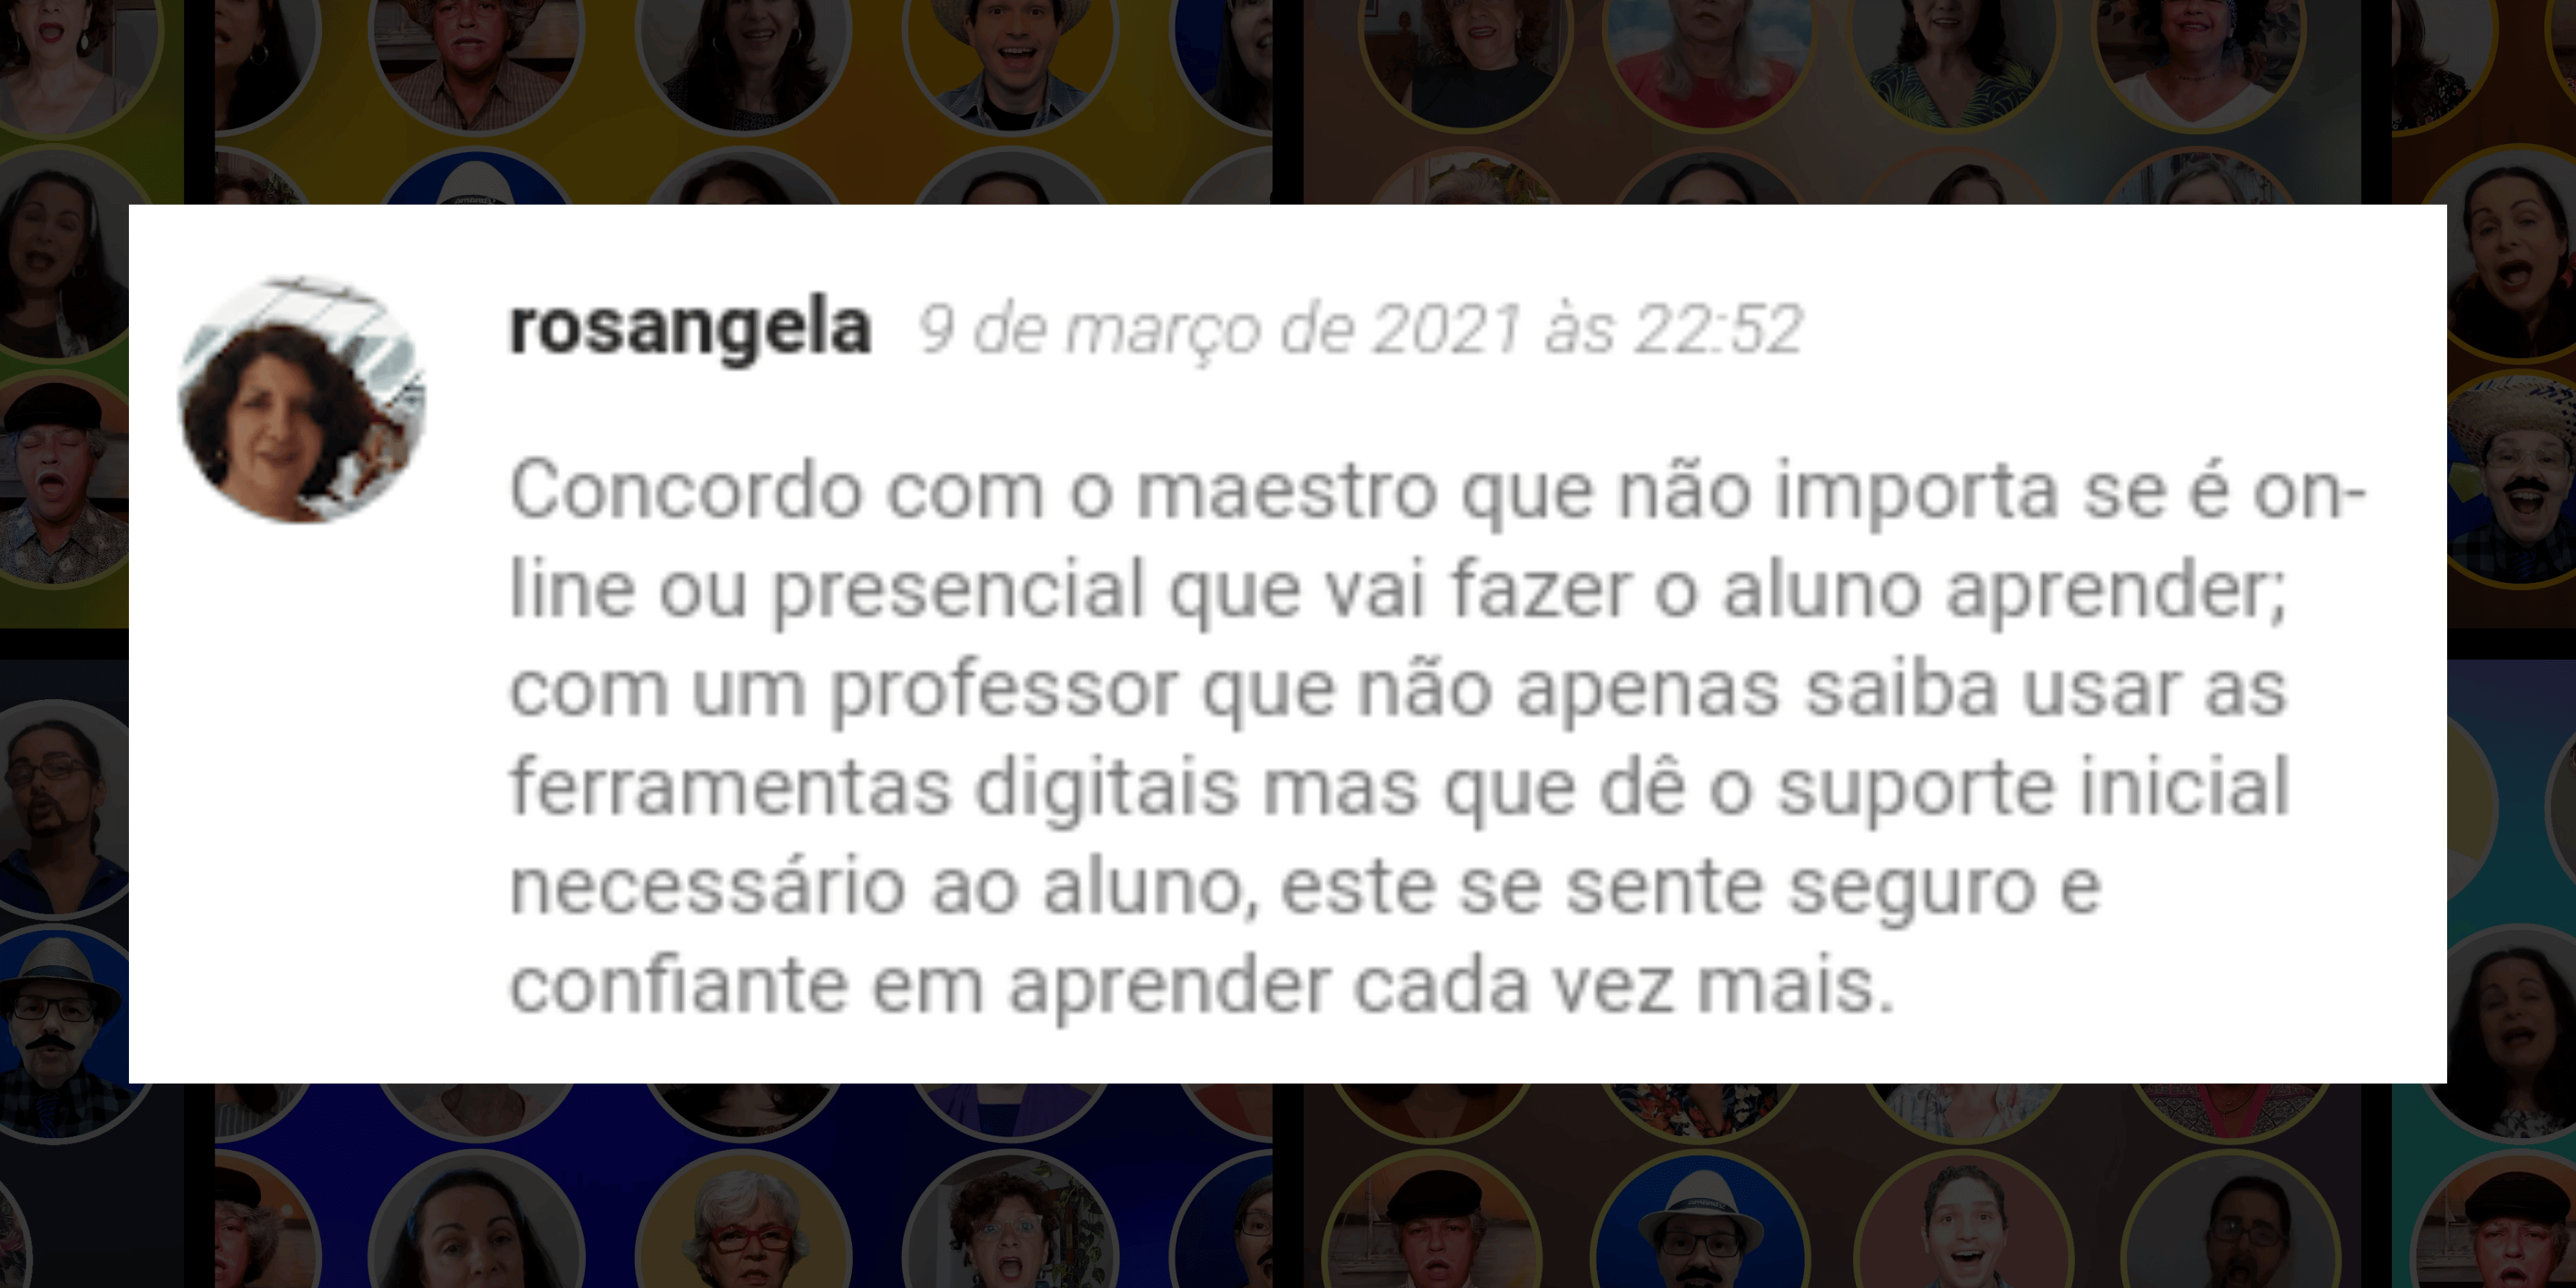 rosangela 9 de março de 2021 às 22:52
Concordo com o maestro que não importa se é on-
line ou presencial que vai fazer o aluno aprender;
com um professor que não apenas saiba usar as
ferramentas digitais mas que dê o suporte inicial
necessário ao aluno, este se sente seguro e
confiante em aprender cada vez mais.